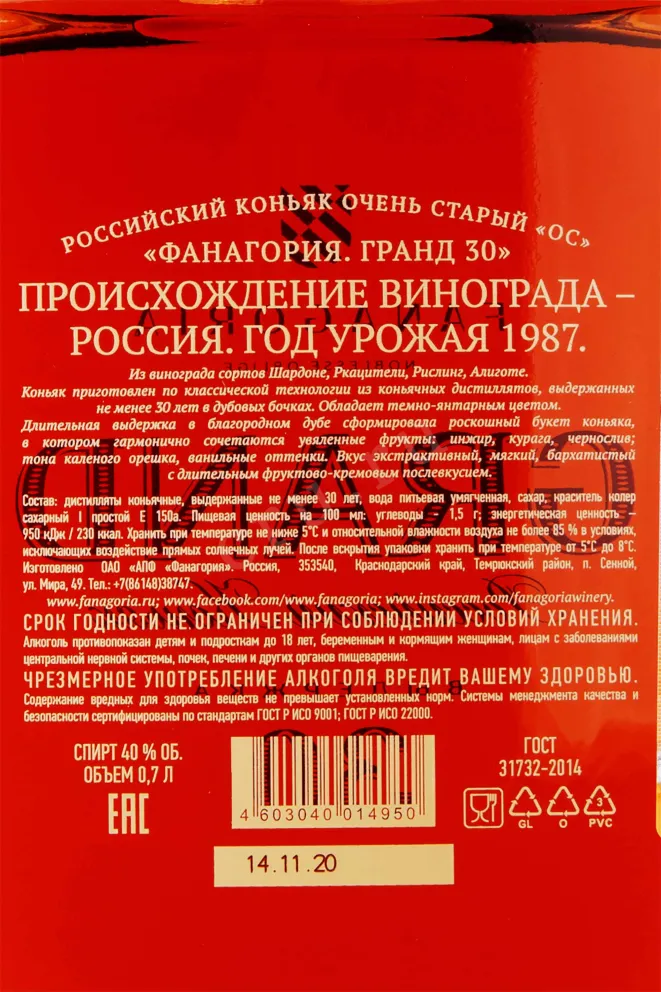 РОССИЙСКИЙ КОНЬЯК ОЧЕНЬ СТАРЫЙ «ОС»
«ФАНАГОРИЯ. ГРАНД 30»
ПРОИСХОЖДЕНИЕ ВИНОГРАДА –
РОССИЯ. ГОД УРОЖАЯ 1987.
Из винограда сортов Шардоне, Ркацители, Рислинг, Алиготе.
Коньяк приготовлен по классической технологии из коньячных дистиллятов, выдержанных
не менее 30 лет в дубовых бочках. Обладает темно-янтарным цветом.
Длительная выдержка в благородном дубе сформировала роскошный букет коньяка,
в котором гармонично сочетаются увяленные фрукты: инжир, курага, чернослив;
тона каленого орешка, ванильные оттенки. Вкус экстрактивный, мягкий, бархатистый
с длительным фруктово-кремовым послевкусием.
Состав: дистилляты коньячные, выдержанные не менее 30 лет, вода питьевая умягченная, сахар, краситель колер
сахарный I простой Е 150а. Пищевая ценность на 100 мл: углеводы – 1,5 г; энергетическая ценность –
950 кДж / 230 ккал. Хранить при температуре не ниже 5°С и относительной влажности воздуха не более 85 % в условиях,
исключающих воздействие прямых солнечных лучей. После вскрытия упаковки хранить при температуре от 5°С до 8°С.
Изготовлено ОАО «АПФ «Фанагория». Россия, 353540, Краснодарский край, Темрюкский район, п. Сенной,
ул. Мира, 49. Тел.: +7(86148)38747.
www.fanagoria.ru; www.facebook.com/www.fanagoria; www.instagram.com/fanagoriawinery.
СРОК ГОДНОСТИ НЕ ОГРАНИЧЕН ПРИ СОБЛЮДЕНИИ УСЛОВИЙ ХРАНЕНИЯ.
Алкоголь противопоказан детям и подросткам до 18 лет, беременным и кормящим женщинам, лицам с заболеваниями
центральной нервной системы, почек, печени и других органов пищеварения.
ЧРЕЗМЕРНОЕ УПОТРЕБЛЕНИЕ АЛКОГОЛЯ ВРЕДИТ ВАШЕМУ ЗДОРОВЬЮ.
Содержание вредных для здоровья веществ не превышает установленных норм. Системы менеджмента качества и
безопасности сертифицированы по стандартам ГОСТ Р ИСО 9001; ГОСТ Р ИСО 22000.
СПИРТ 40 % ОБ.
ОБЪЕМ 0,7 Л
ЕАС
4 603040 014950
14.11.20
ГОСТ
31732-2014
GL O 3 PVC
FANAGORIA
NOBLESSE OBLIGE
GRAND
30